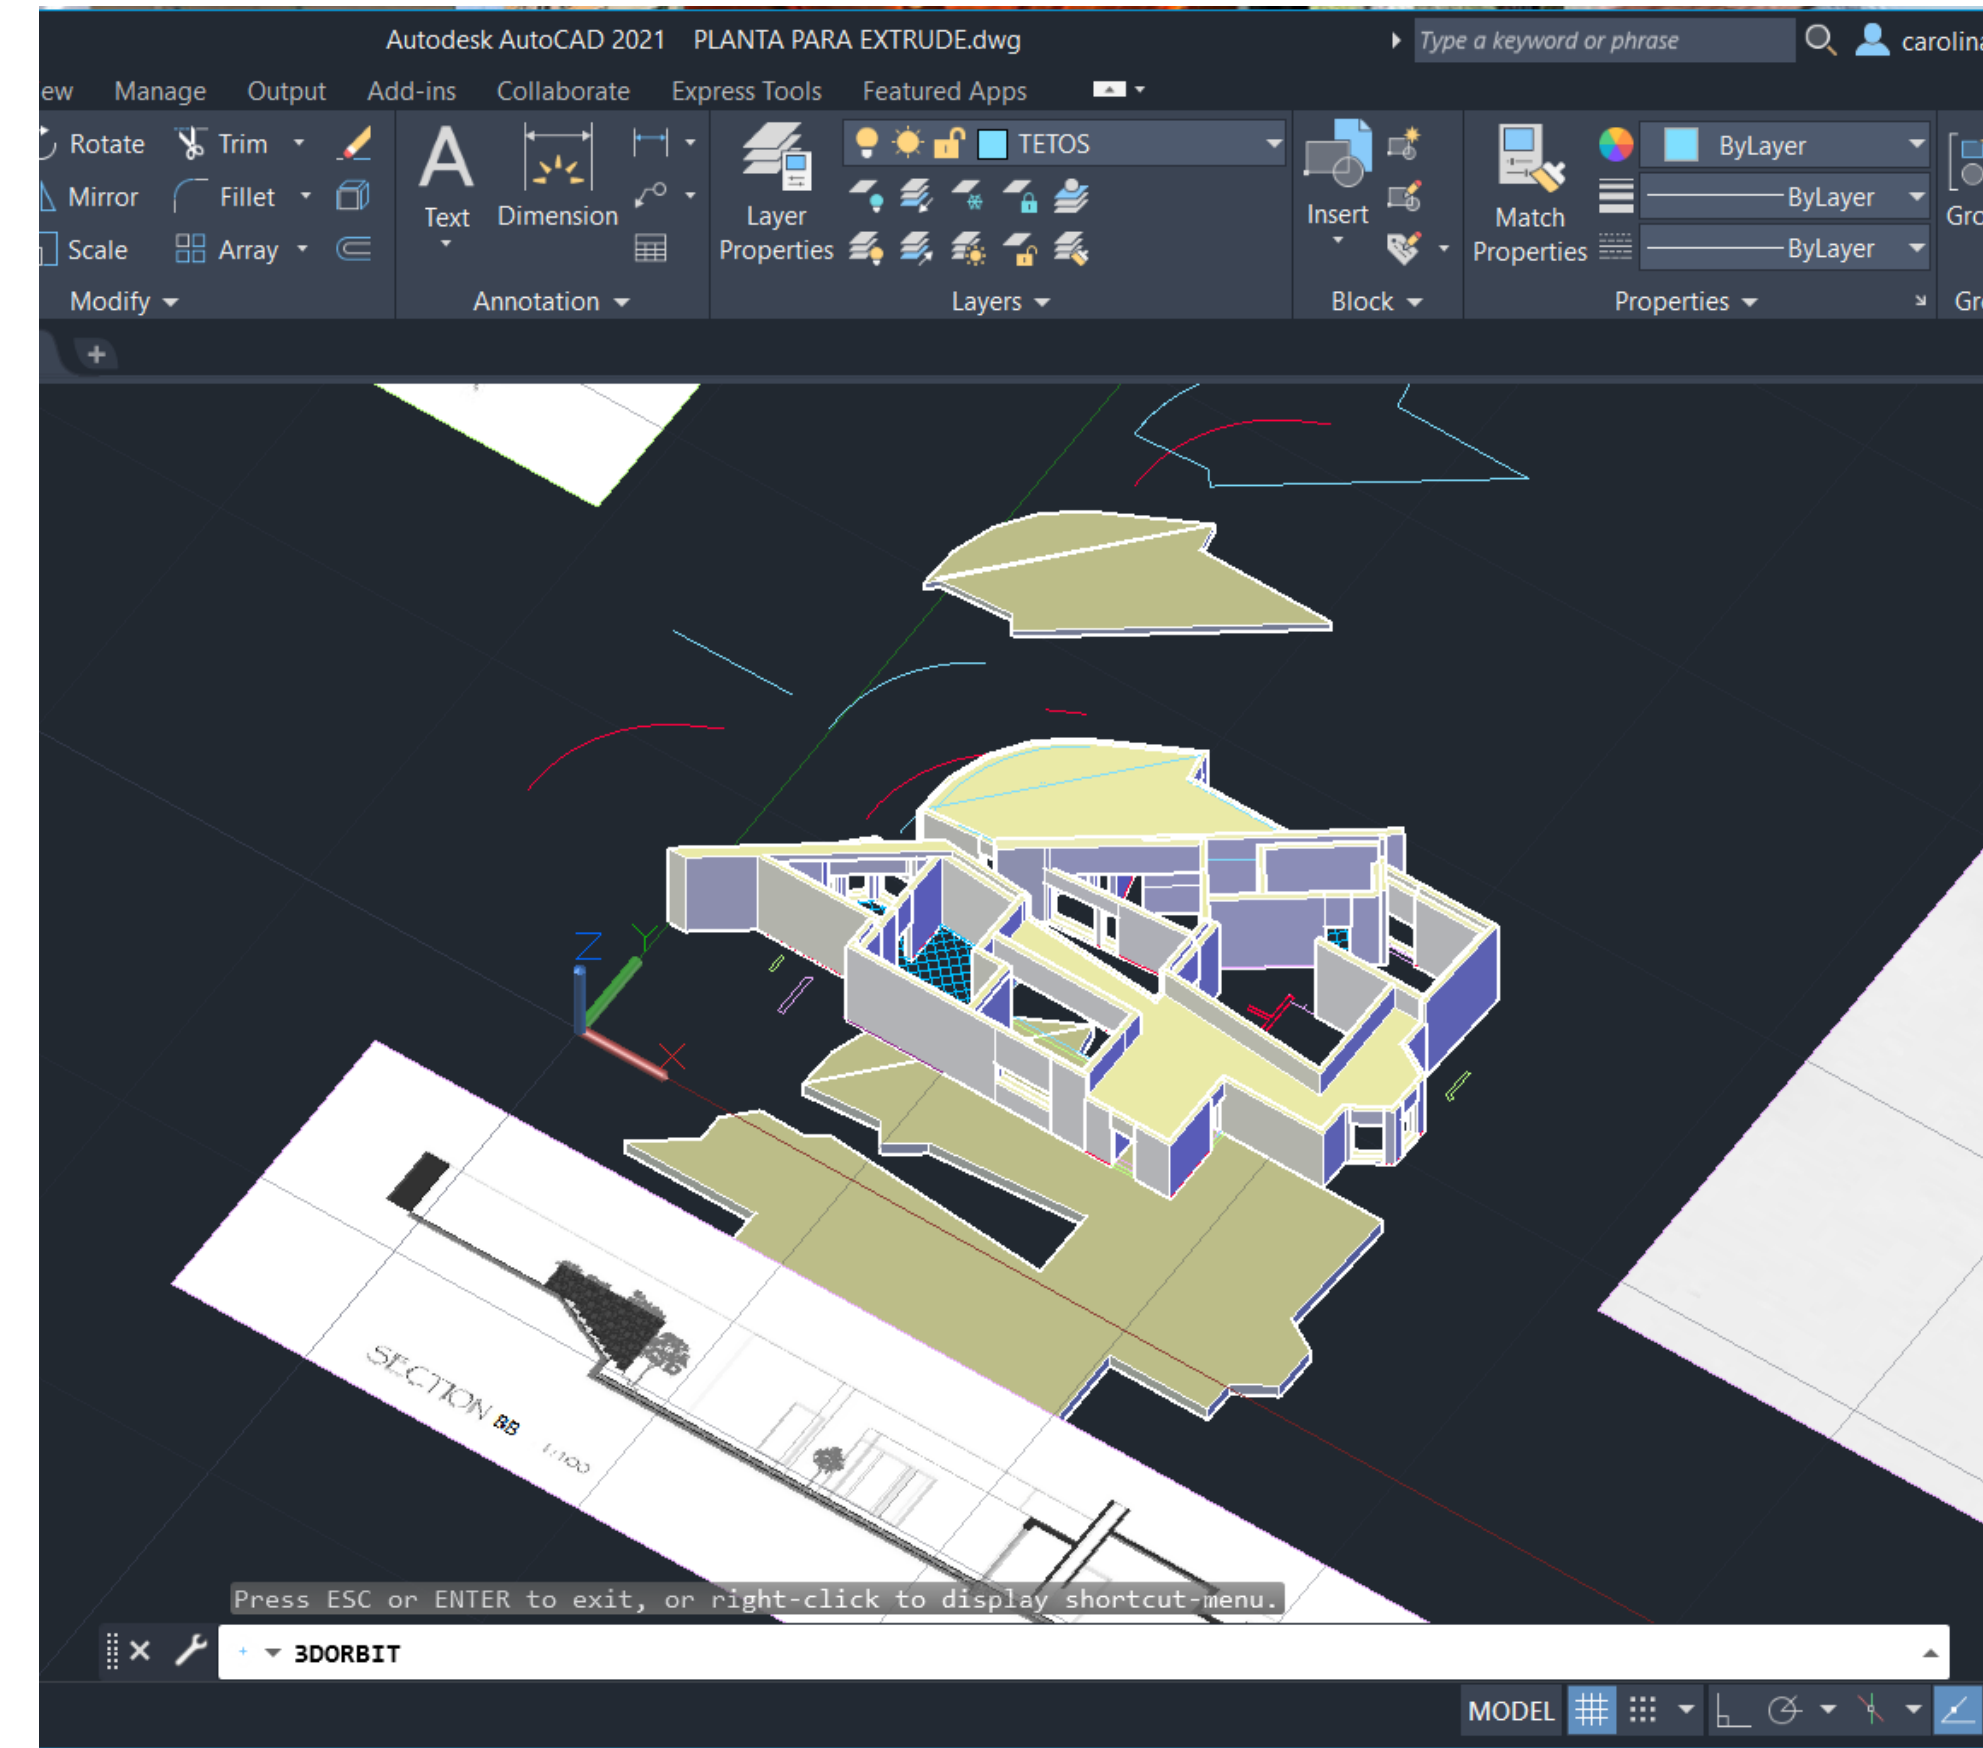 Autodesk AutoCAD 2021 PLANTA PARA EXTRUDE.dwg Type a keyword or phrase carolina
ew Manage Output Add-ins Collaborate Express Tools Featured Apps
Rotate Trim
Mirror Fillet
Scale Array
Modify
A
Text
Dimension
Annotation
TETOS
Layer
Properties
Layers
Insert
Block
Match
Properties
ByLayer
ByLayer
ByLayer
Properties
Gro
Gro
+
Z
Y
X
SECTION BB
1:100
Press ESC or ENTER to exit, or right-click to display shortcut-menu.
3DORBIT
MODEL